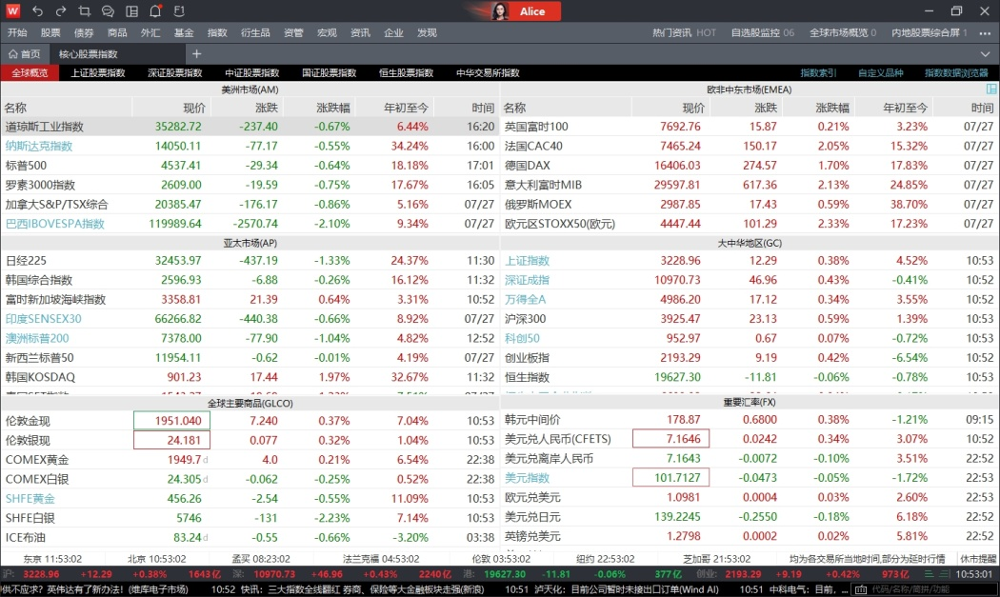 W Alice
开始 股票 债券 商品 外汇 基金 指数 衍生品 资管 宏观 资讯 企业 发现 热门资讯 HOT 自选股监控 06 全球市场概览 0 内地股票综合屏 1
首页 核心股票指数
全球概览 上证股票指数 深证股票指数 中证股票指数 国证股票指数 恒生股票指数 中华交易所指数 指数索引 自定义品种 指数数据浏览器
美洲市场(AM)
名称 现价 涨跌 涨跌幅 年初至今 时间
道琼斯工业指数 35282.72 -237.40 -0.67% 6.44% 16:20
纳斯达克指数 14050.11 -77.17 -0.55% 34.24% 16:00
标普500 4537.41 -29.34 -0.64% 18.18% 17:01
罗素3000指数 2609.00 -19.59 -0.75% 17.67% 16:05
加拿大S&P/TSX综合 20385.47 -176.17 -0.86% 5.16% 07/27
巴西IBOVESPA指数 119989.64 -2570.74 -2.10% 9.34% 07/27
欧非中东市场(EMEA)
名称 现价 涨跌 涨跌幅 年初至今 时间
英国富时100 7692.76 15.87 0.21% 3.23% 07/27
法国CAC40 7465.24 150.17 2.05% 15.32% 07/27
德国DAX 16406.03 274.57 1.70% 17.83% 07/27
意大利富时MIB 29597.81 617.36 2.13% 24.85% 07/27
俄罗斯MOEX 2987.85 17.43 0.59% 38.70% 07/27
欧元区STOXX50(欧元) 4447.44 101.29 2.33% 17.23% 07/27
亚太市场(AP)
日经225 32453.97 -437.19 -1.33% 24.37% 11:30
韩国综合指数 2596.93 -6.88 -0.26% 16.12% 11:32
富时新加坡海峡指数 3358.81 21.39 0.64% 3.31% 10:52
印度SENSEX30 66266.82 -440.38 -0.66% 8.92% 07/27
澳洲标普200 7378.00 -77.90 -1.04% 4.82% 12:52
新西兰标普50 11954.11 -0.62 -0.01% 4.19% 07/27
韩国KOSDAQ 901.23 17.44 1.97% 32.67% 11:32
大中华地区(GC)
上证指数 3228.96 12.29 0.38% 4.52% 10:53
深证成指 10970.73 46.96 0.43% -0.41% 10:52
万得全A 4986.20 17.12 0.34% 3.55% 10:52
沪深300 3925.47 23.13 0.59% 1.39% 10:53
科创50 952.97 0.67 0.07% -0.72% 10:53
创业板指 2193.29 9.19 0.42% -6.54% 10:52
恒生指数 19627.30 -11.81 -0.06% -0.78% 10:53
全球主要商品(GLCO)
伦敦金现 1951.040 7.240 0.37% 7.04% 10:53
伦敦银现 24.181 0.077 0.32% 1.04% 10:53
COMEX黄金 1949.7d 4.0 0.21% 6.54% 22:38
COMEX白银 24.305d -0.062 -0.25% 0.52% 22:38
SHFE黄金 456.26 -2.54 -0.55% 11.09% 10:53
SHFE白银 5746 -131 -2.23% 7.14% 10:53
ICE布油 83.24d -0.55 -0.66% -3.20% 03:38
重要汇率(FX)
韩元中间价 178.87 0.6800 0.38% -1.21% 09:15
美元兑人民币(CFETS) 7.1646 0.0242 0.34% 3.07% 10:52
美元兑离岸人民币 7.1643 -0.0072 -0.10% 3.51% 22:52
美元指数 101.7127 -0.0473 -0.05% -1.72% 22:53
欧元兑美元 1.0981 0.0004 0.03% 2.60% 22:53
美元兑日元 139.2245 -0.2550 -0.18% 6.18% 22:52
英镑兑美元 1.2798 0.0002 0.02% 5.81% 22:52
东京 11:53:02 北京 10:53:02 孟买 08:23:02 法兰克福 04:53:02 伦敦 03:53:02 纽约 22:53:02 芝加哥 21:53:02 均为各交易所当地时间,部分为延时行情 休市提醒
沪: 3228.96 +12.29 +0.38% 1643亿 深: 10970.73 +46.96 +0.43% 2240亿 港: 19627.30 -11.81 -0.06% 377亿 创业: 2193.29 +9.19 +0.42% 973亿 10:53:01
供不应求? 英伟达有了新办法! (维库电子市场) 10:52 快讯: 三大指数全线翻红 券商、保险等大金融板块走强(新浪) 10:51 泸天化: 目前公司暂时未接出口订单(Wind AI) 10:51 中科电气: 目前, ... 代码/名称/简拼/功能